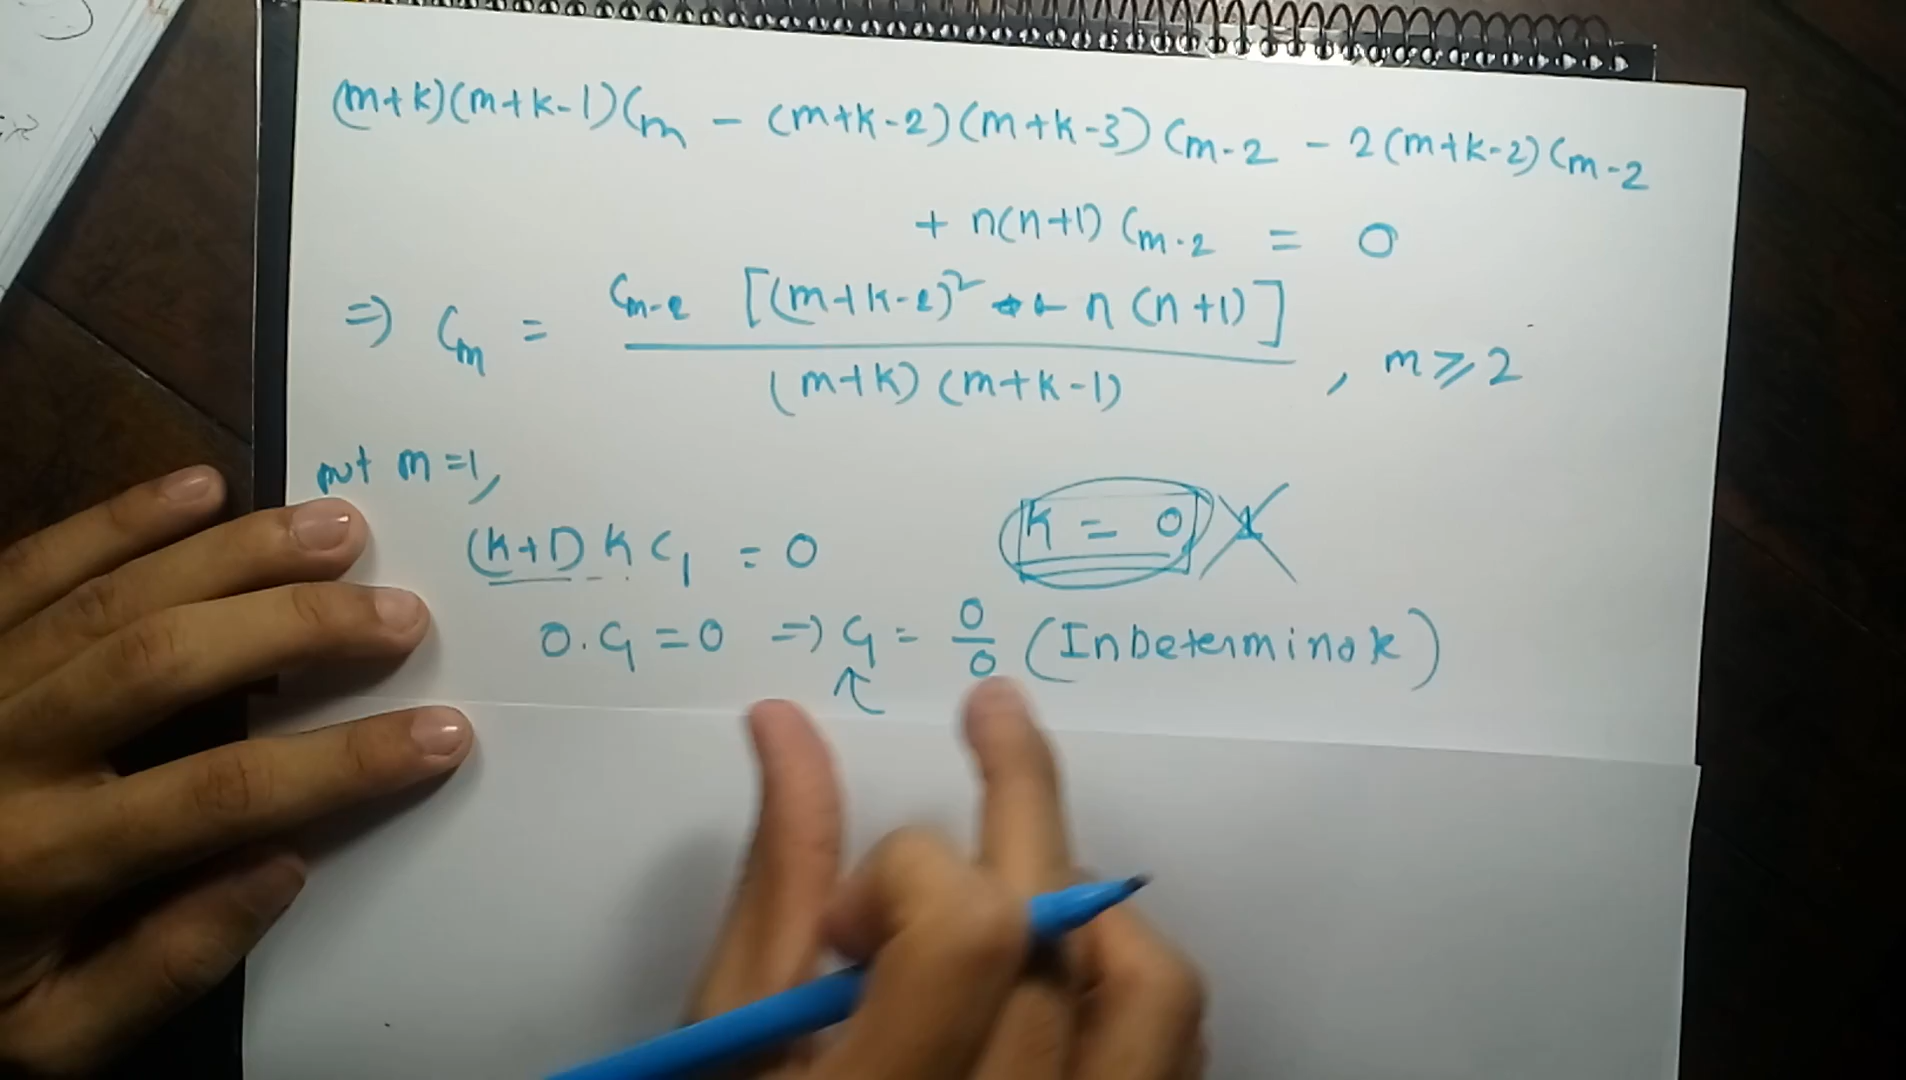 (m+k)(m+k-1)Cm - (m+k-2)(m+k-3)Cm-2 - 2(m+k-2)Cm-2
+ n(n+1) Cm-2 = 0
⇒ Cm = Cm-2 [(m+k-2)² - n(n+1)] / (m+k)(m+k-1) , m ⩾ 2
put m=1,
(k+1) k C1 = 0
k = 0
0.C1 = 0 ⇒ C1 = 0/0 (Indeterminate)